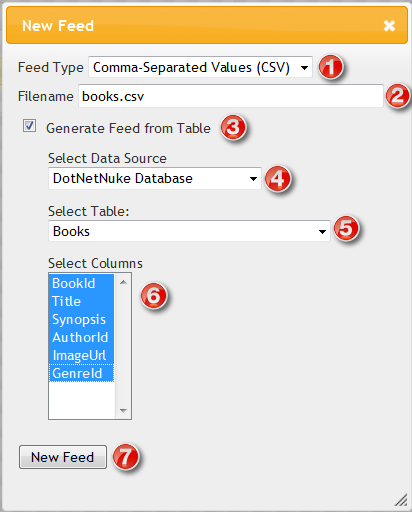 New Feed
Feed Type Comma-Separated Values (CSV) 1
Filename books.csv 2
Generate Feed from Table 3
Select Data Source
DotNetNuke Database 4
Select Table:
Books 5
Select Columns
BookId 6
Title
Synopsis
AuthorId
ImageUrl
GenreId
New Feed 7